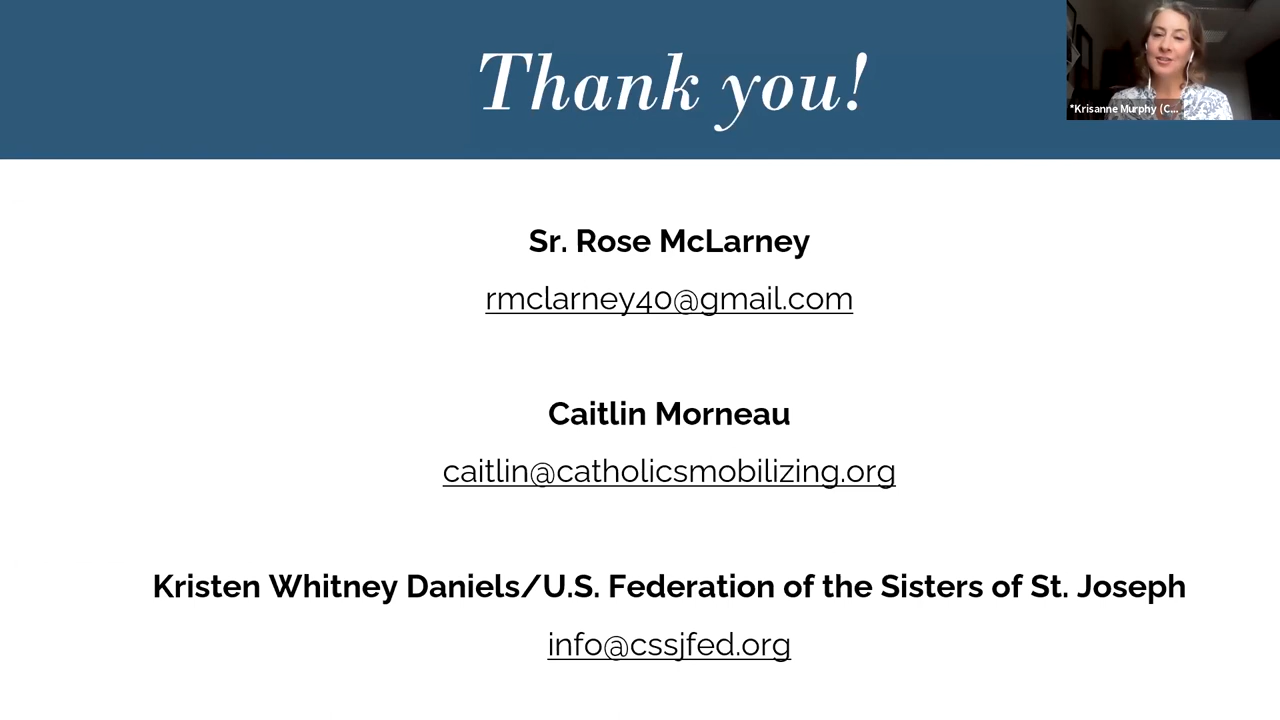 Thank you!
*Krisanne Murphy (C...
Sr. Rose McLarney
rmclarney40@gmail.com
Caitlin Morneau
caitlin@catholicsmobilizing.org
Kristen Whitney Daniels/U.S. Federation of the Sisters of St. Joseph
info@cssjfed.org